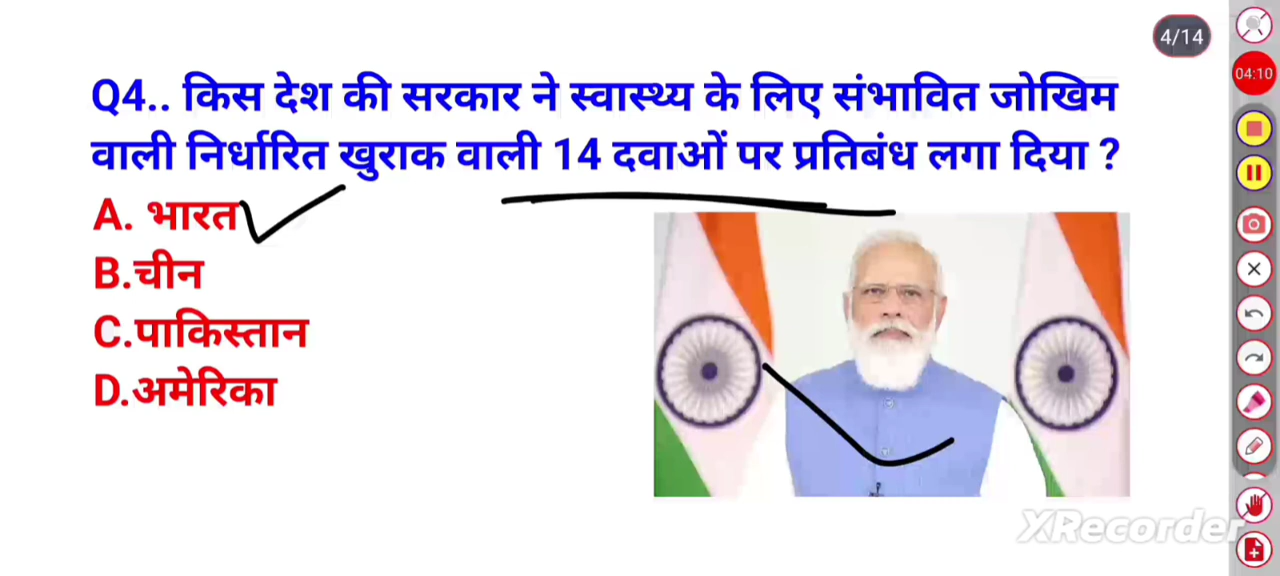 4/14
04:10
Q4.. किस देश की सरकार ने स्वास्थ्य के लिए संभावित जोखिम
वाली निर्धारित खुराक वाली 14 दवाओं पर प्रतिबंध लगा दिया ?
A. भारत
B.चीन
C.पाकिस्तान
D.अमेरिका
XRecorder